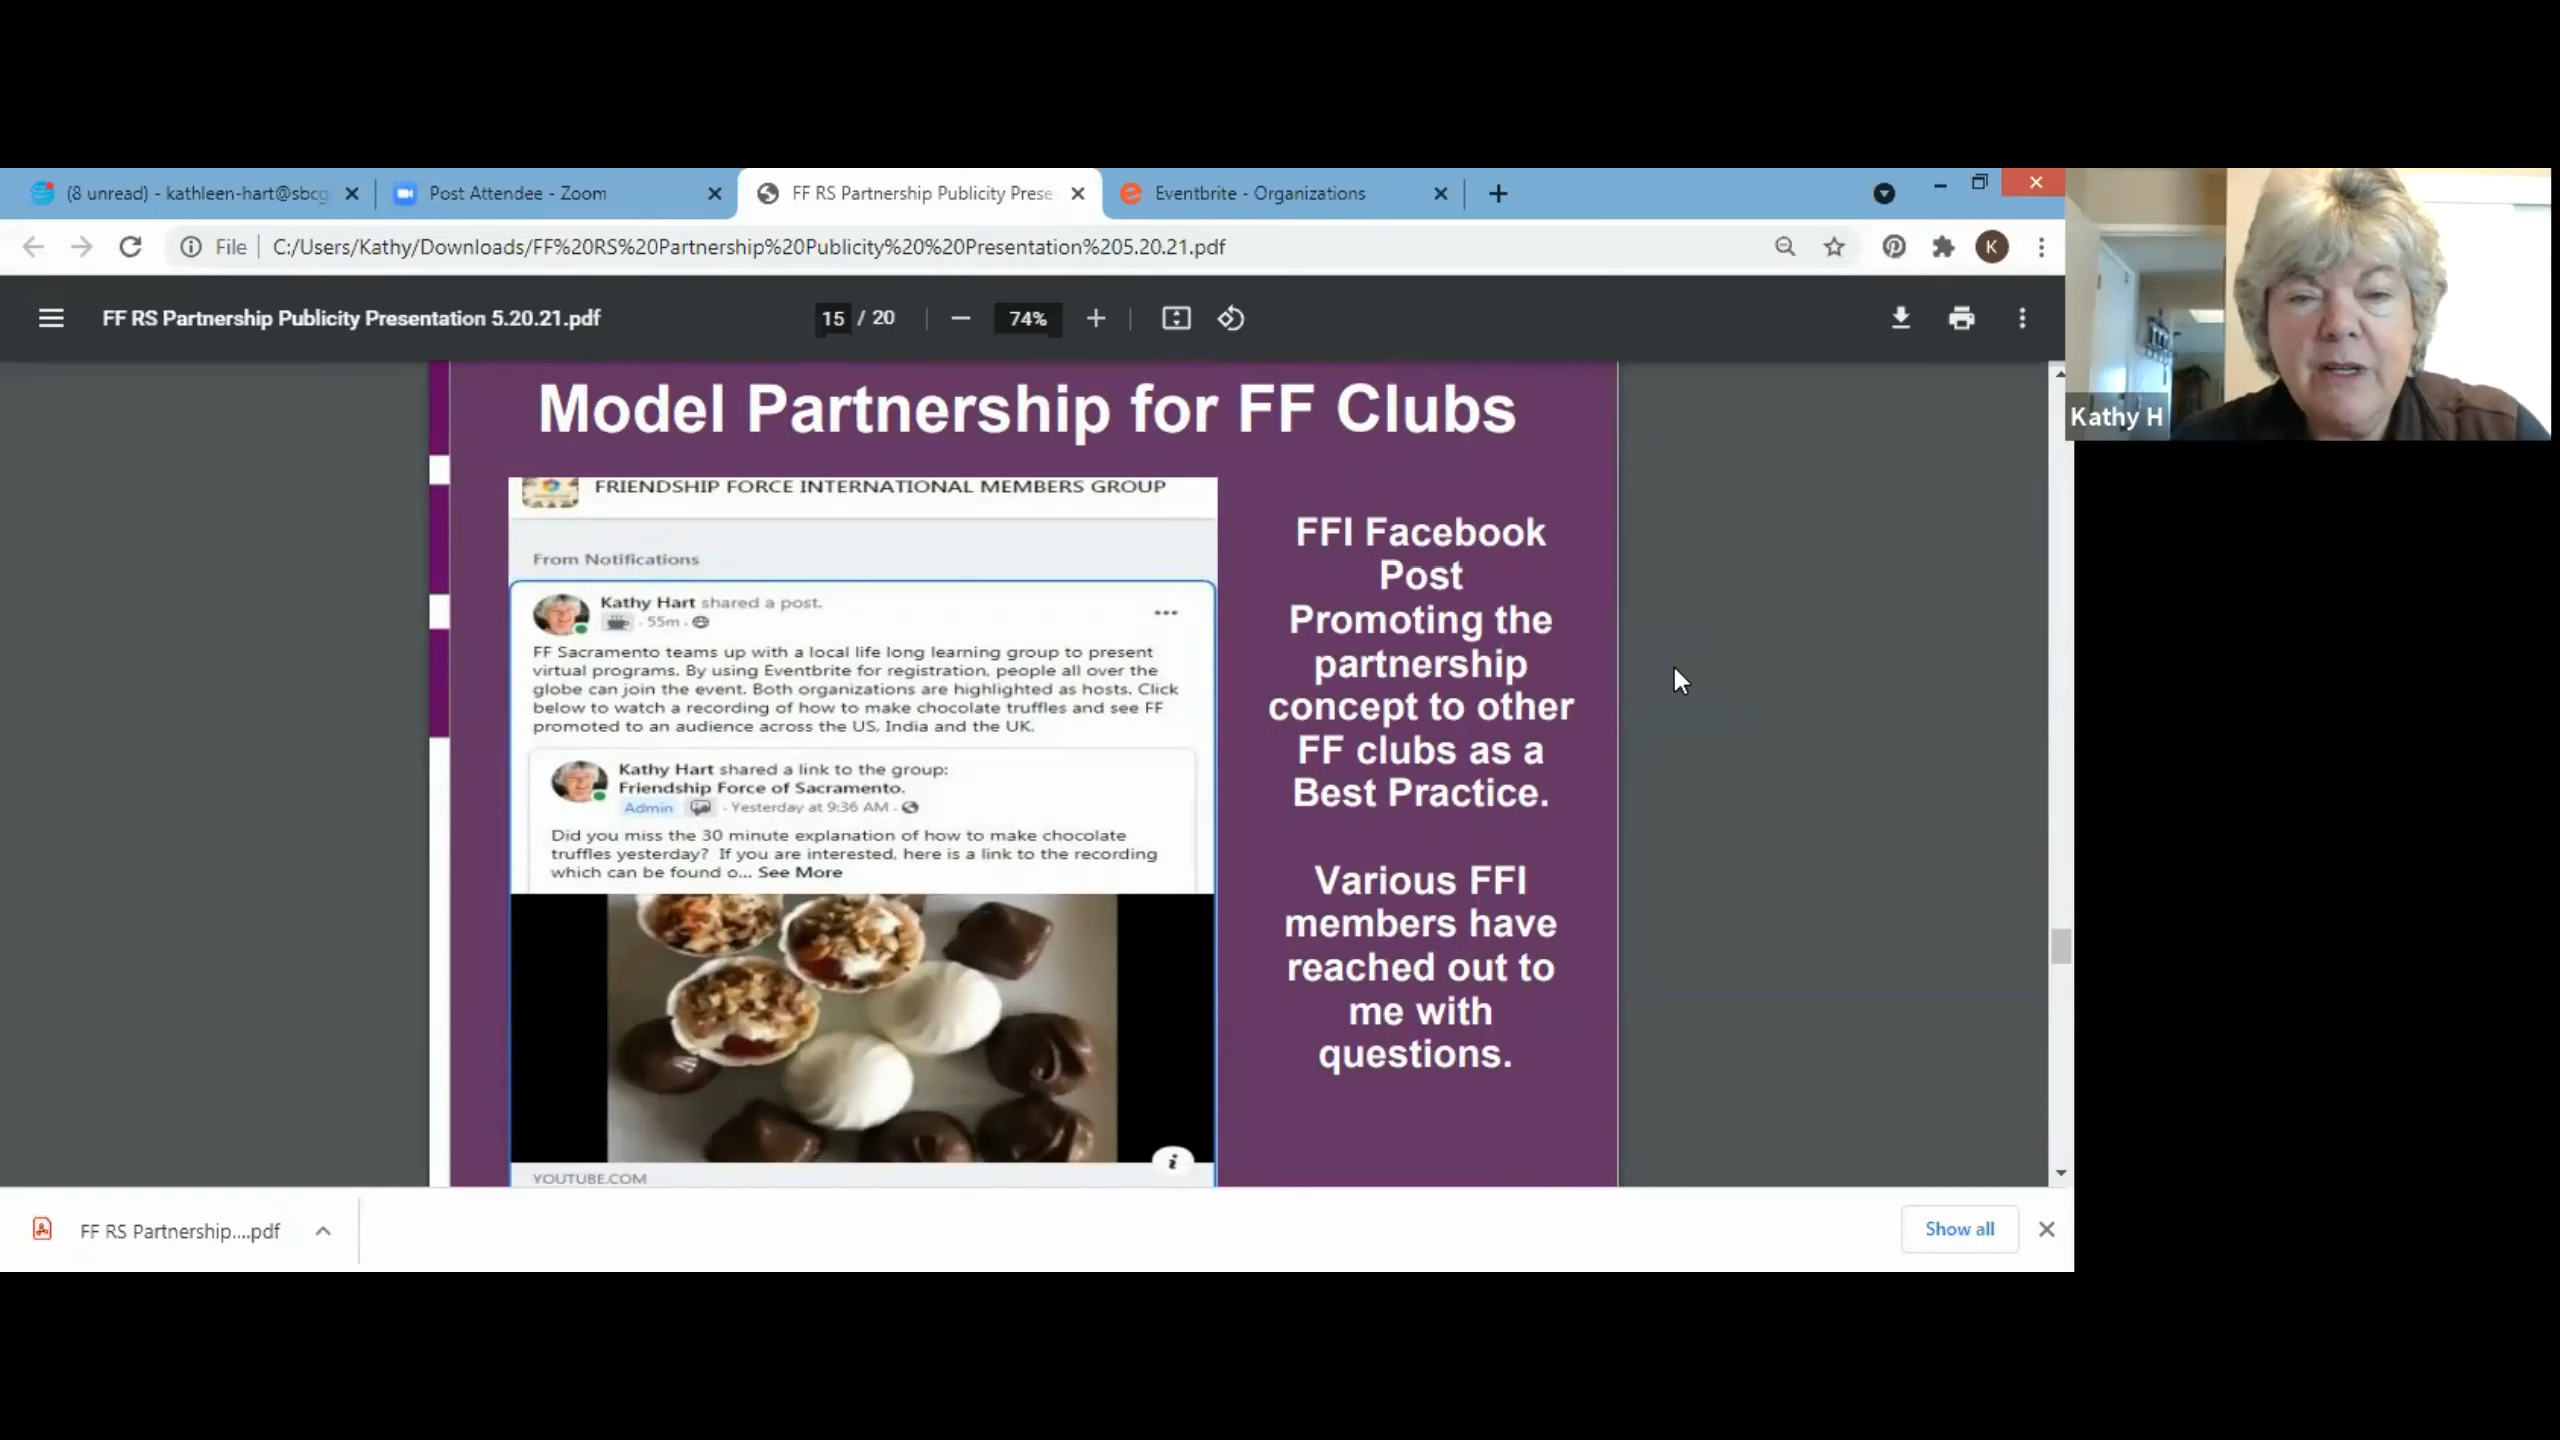 (8 unread) - kathleen-hart@sbcg
Post Attendee - Zoom
FF RS Partnership Publicity Prese
Eventbrite - Organizations
File
C:/Users/Kathy/Downloads/FF%20RS%20Partnership%20Publicity%20%20Presentation%205.20.21.pdf
K
FF RS Partnership Publicity Presentation 5.20.21.pdf
15 / 20
74%
Kathy H
Model Partnership for FF Clubs
FRIENDSHIP FORCE INTERNATIONAL MEMBERS GROUP
From Notifications
Kathy Hart shared a post.
55m
FF Sacramento teams up with a local life long learning group to present
virtual programs. By using Eventbrite for registration, people all over the
globe can join the event. Both organizations are highlighted as hosts. Click
below to watch a recording of how to make chocolate truffles and see FF
promoted to an audience across the US, India and the UK.
Kathy Hart shared a link to the group:
Friendship Force of Sacramento.
Admin · Yesterday at 9:36 AM ·
Did you miss the 30 minute explanation of how to make chocolate
truffles yesterday? If you are interested, here is a link to the recording
which can be found o... See More
YOUTUBE.COM
FFI Facebook
Post
Promoting the
partnership
concept to other
FF clubs as a
Best Practice.
Various FFI
members have
reached out to
me with
questions.
FF RS Partnership....pdf
Show all